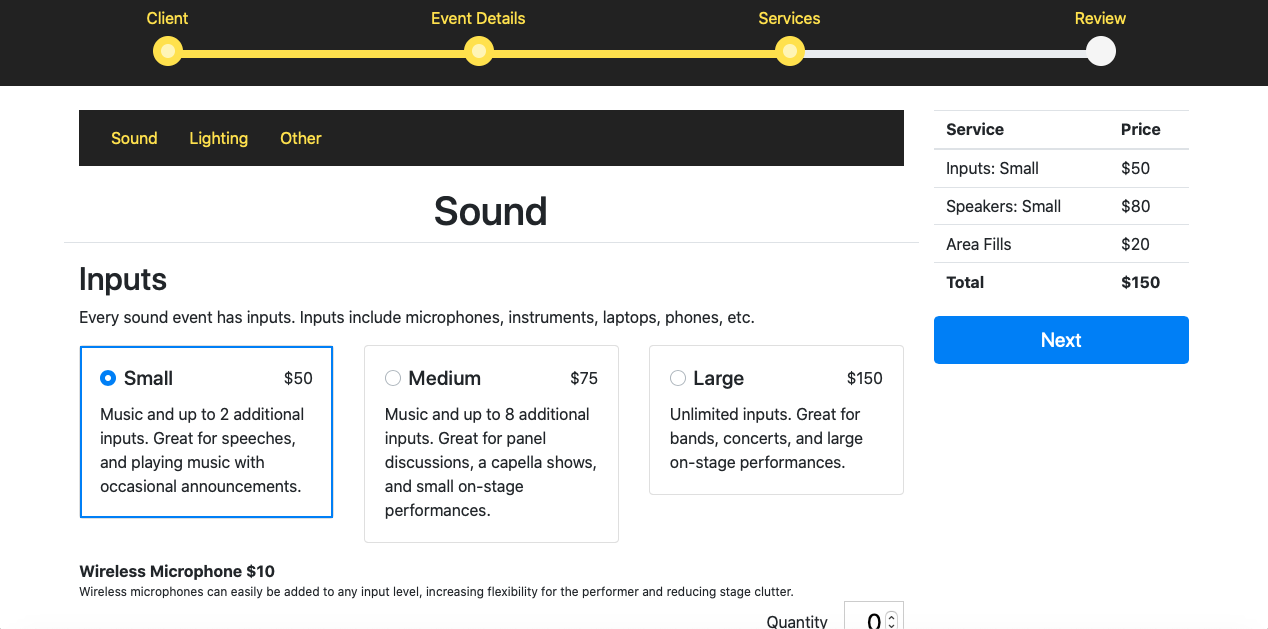 Client Event Details Services Review
Sound Lighting Other
Sound
Inputs
Every sound event has inputs. Inputs include microphones, instruments, laptops, phones, etc.
Small $50
Music and up to 2 additional
inputs. Great for speeches,
and playing music with
occasional announcements.
Medium $75
Music and up to 8 additional
inputs. Great for panel
discussions, a capella shows,
and small on-stage
performances.
Large $150
Unlimited inputs. Great for
bands, concerts, and large
on-stage performances.
Wireless Microphone $10
Wireless microphones can easily be added to any input level, increasing flexibility for the performer and reducing stage clutter.
Quantity 0
Service Price
Inputs: Small $50
Speakers: Small $80
Area Fills $20
Total $150
Next